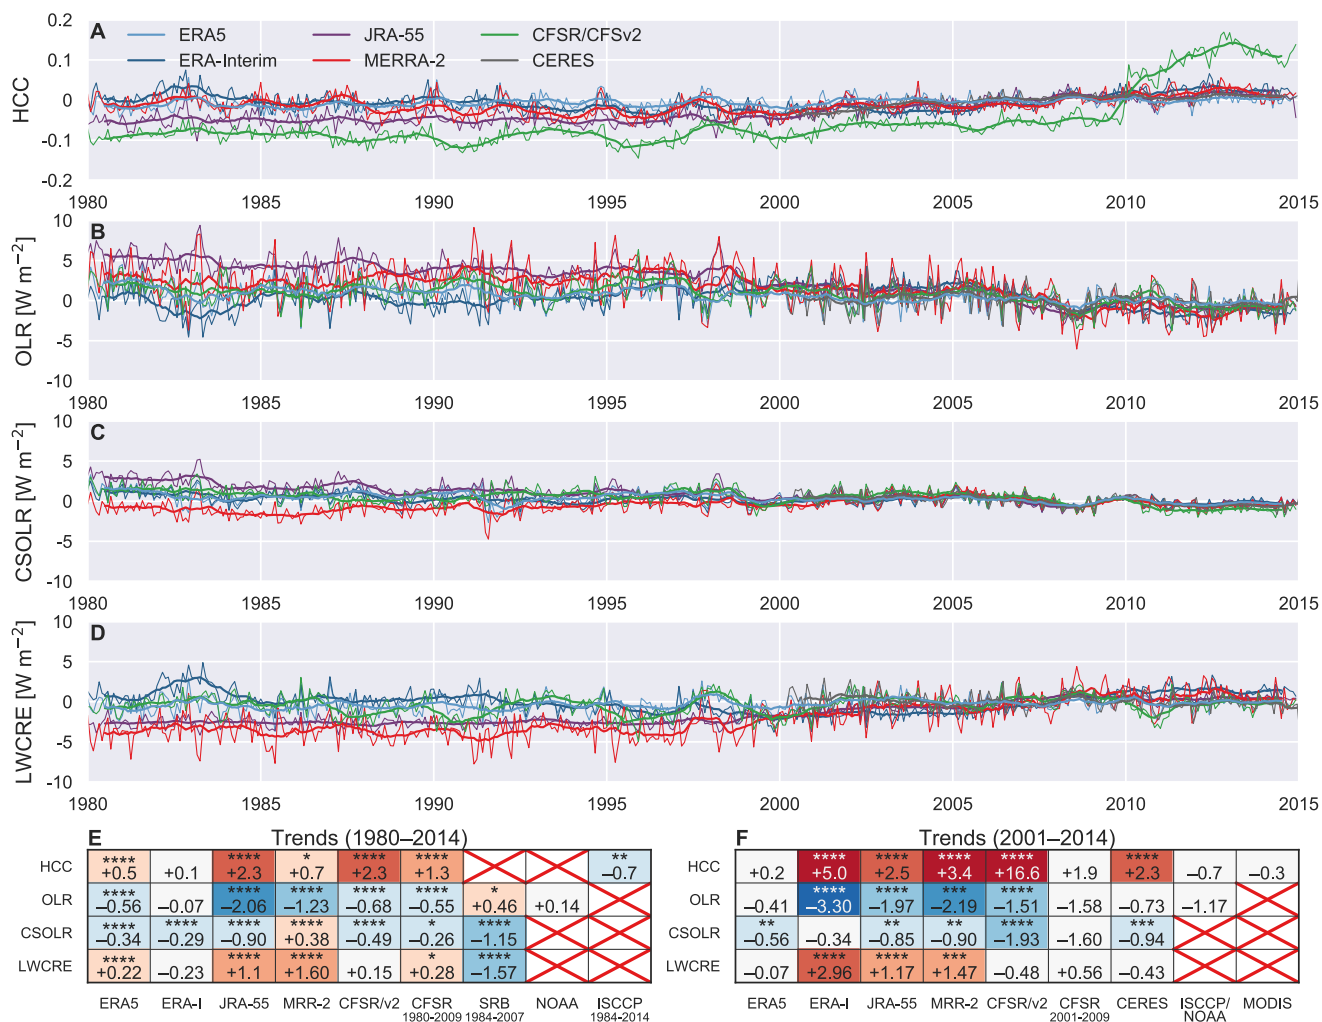 A
ERA5
ERA-Interim
JRA-55
MERRA-2
CFSR/CFSv2
CERES
HCC
0.2
0.1
0
-0.1
-0.2
1980 1985 1990 1995 2000 2005 2010 2015
B
OLR [W m−2]
10
5
0
-5
-10
1980 1985 1990 1995 2000 2005 2010 2015
C
CSOLR [W m−2]
10
5
0
-5
-10
1980 1985 1990 1995 2000 2005 2010 2015
D
LWCRE [W m−2]
10
5
0
-5
-10
1980 1985 1990 1995 2000 2005 2010 2015
E Trends (1980–2014)
**** **** * **** **** **
HCC +0.5 +0.1 +2.3 +0.7 +2.3 +1.3 −0.7
**** **** **** **** **** *
OLR −0.56 −0.07 −2.06 −1.23 −0.68 −0.55 +0.46 +0.14
**** **** **** **** **** * ****
CSOLR −0.34 −0.29 −0.90 +0.38 −0.49 −0.26 −1.15
**** **** **** * ****
LWCRE +0.22 −0.23 +1.1 +1.60 +0.15 +0.28 −1.57
ERA5 ERA-I JRA-55 MRR-2 CFSR/v2 CFSR SRB NOAA ISCCP
1980-2009 1984-2007 1984-2014
F Trends (2001–2014)
**** **** **** **** ****
HCC +0.2 +5.0 +2.5 +3.4 +16.6 +1.9 +2.3 −0.7 −0.3
**** **** *** ****
OLR −0.41 −3.30 −1.97 −2.19 −1.51 −1.58 −0.73 −1.17
** ** ** **** ***
CSOLR −0.56 −0.34 −0.85 −0.90 −1.93 −1.60 −0.94
**** **** ***
LWCRE −0.07 +2.96 +1.17 +1.47 −0.48 +0.56 −0.43
ERA5 ERA-I JRA-55 MRR-2 CFSR/v2 CFSR CERES ISCCP/ MODIS
2001-2009 NOAA